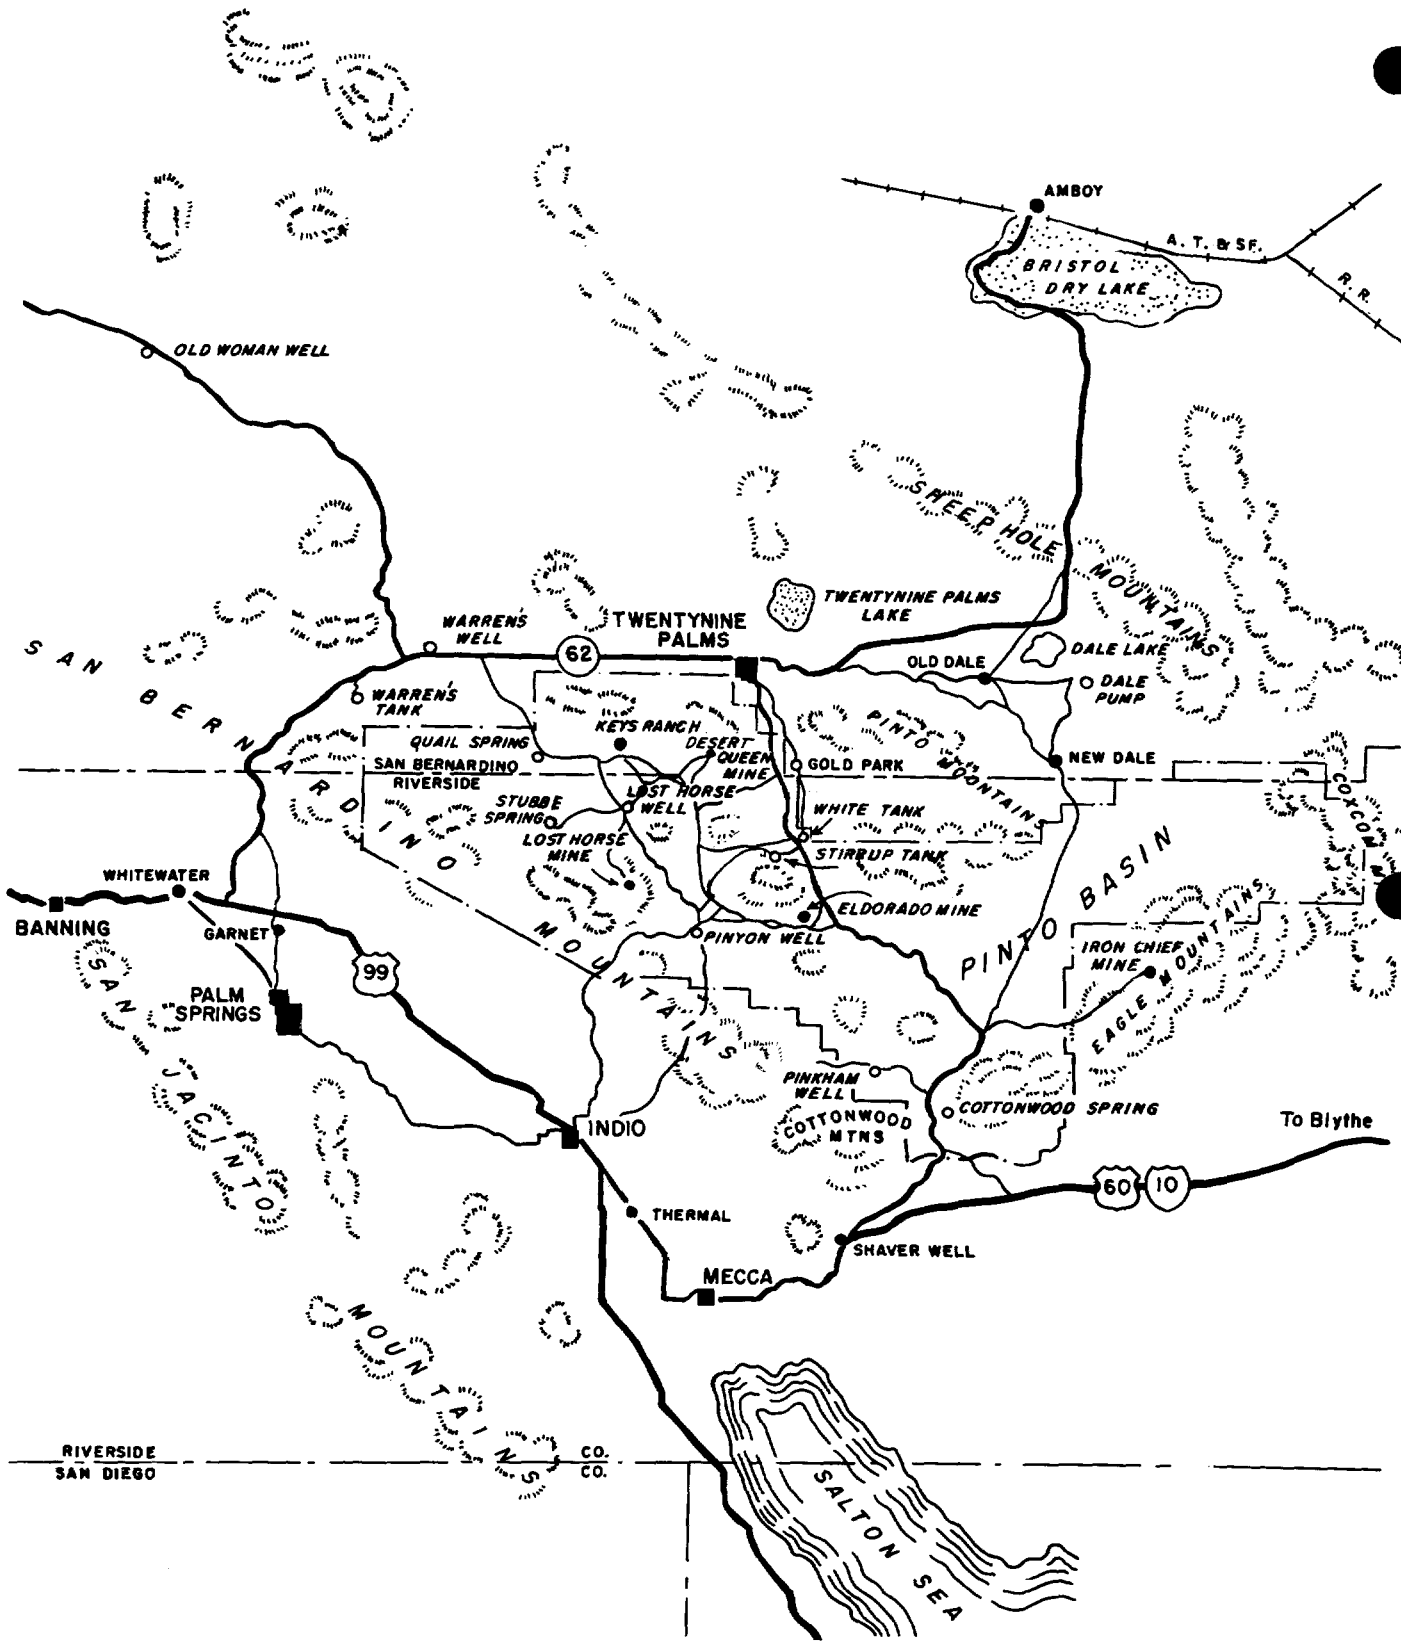 AMBOY
A. T. & SF.
R. R.
BRISTOL
DRY LAKE
OLD WOMAN WELL
SHEEP HOLE MOUNTAINS
TWENTYNINE PALMS
LAKE
WARREN'S
WELL
TWENTYNINE
PALMS
62
OLD DALE
DALE LAKE
DALE
PUMP
SAN BERNARDINO MOUNTAINS
WARREN'S
TANK
KEYS RANCH
PINTO MOUNTAINS
QUAIL SPRING
DESERT
QUEEN
MINE
GOLD PARK
NEW DALE
SAN BERNARDINO
RIVERSIDE
LOST HORSE
WELL
STUBBE
SPRING
WHITE TANK
LOST HORSE
MINE
STIRRUP TANK
COXCOMB
PINTO BASIN
WHITEWATER
BANNING
ELDORADO MINE
GARNET
PINYON WELL
IRON CHIEF
MINE
EAGLE MOUNTAINS
99
PALM
SPRINGS
SAN JACINTO MOUNTAINS
PINKHAM
WELL
COTTONWOOD SPRING
COTTONWOOD
MTNS
INDIO
To Blythe
60
10
THERMAL
SHAVER WELL
MECCA
RIVERSIDE CO.
SAN DIEGO CO.
SALTON SEA